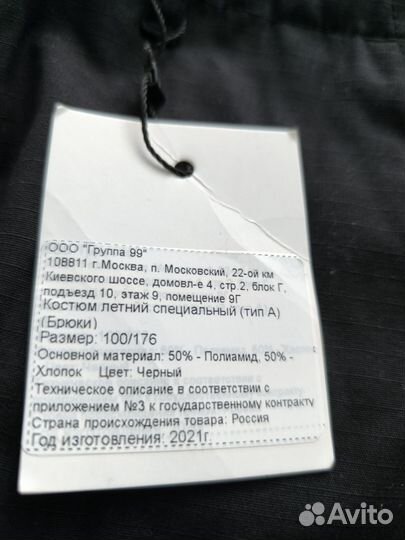 ООО "Группа 99"
108811 г.Москва, п. Московский, 22-ой км
Киевского шоссе, домовл-е 4, стр.2, блок Г,
подъезд 10, этаж 9, помещение 9Г
Костюм летний специальный (тип А)
(Брюки)
Размер: 100/176
Основной материал: 50% - Полиамид, 50% -
Хлопок Цвет: Черный
Техническое описание в соответствии с
приложением №3 к государственному контракту
Страна происхождения товара: Россия
Год изготовления: 2021г.
Avito